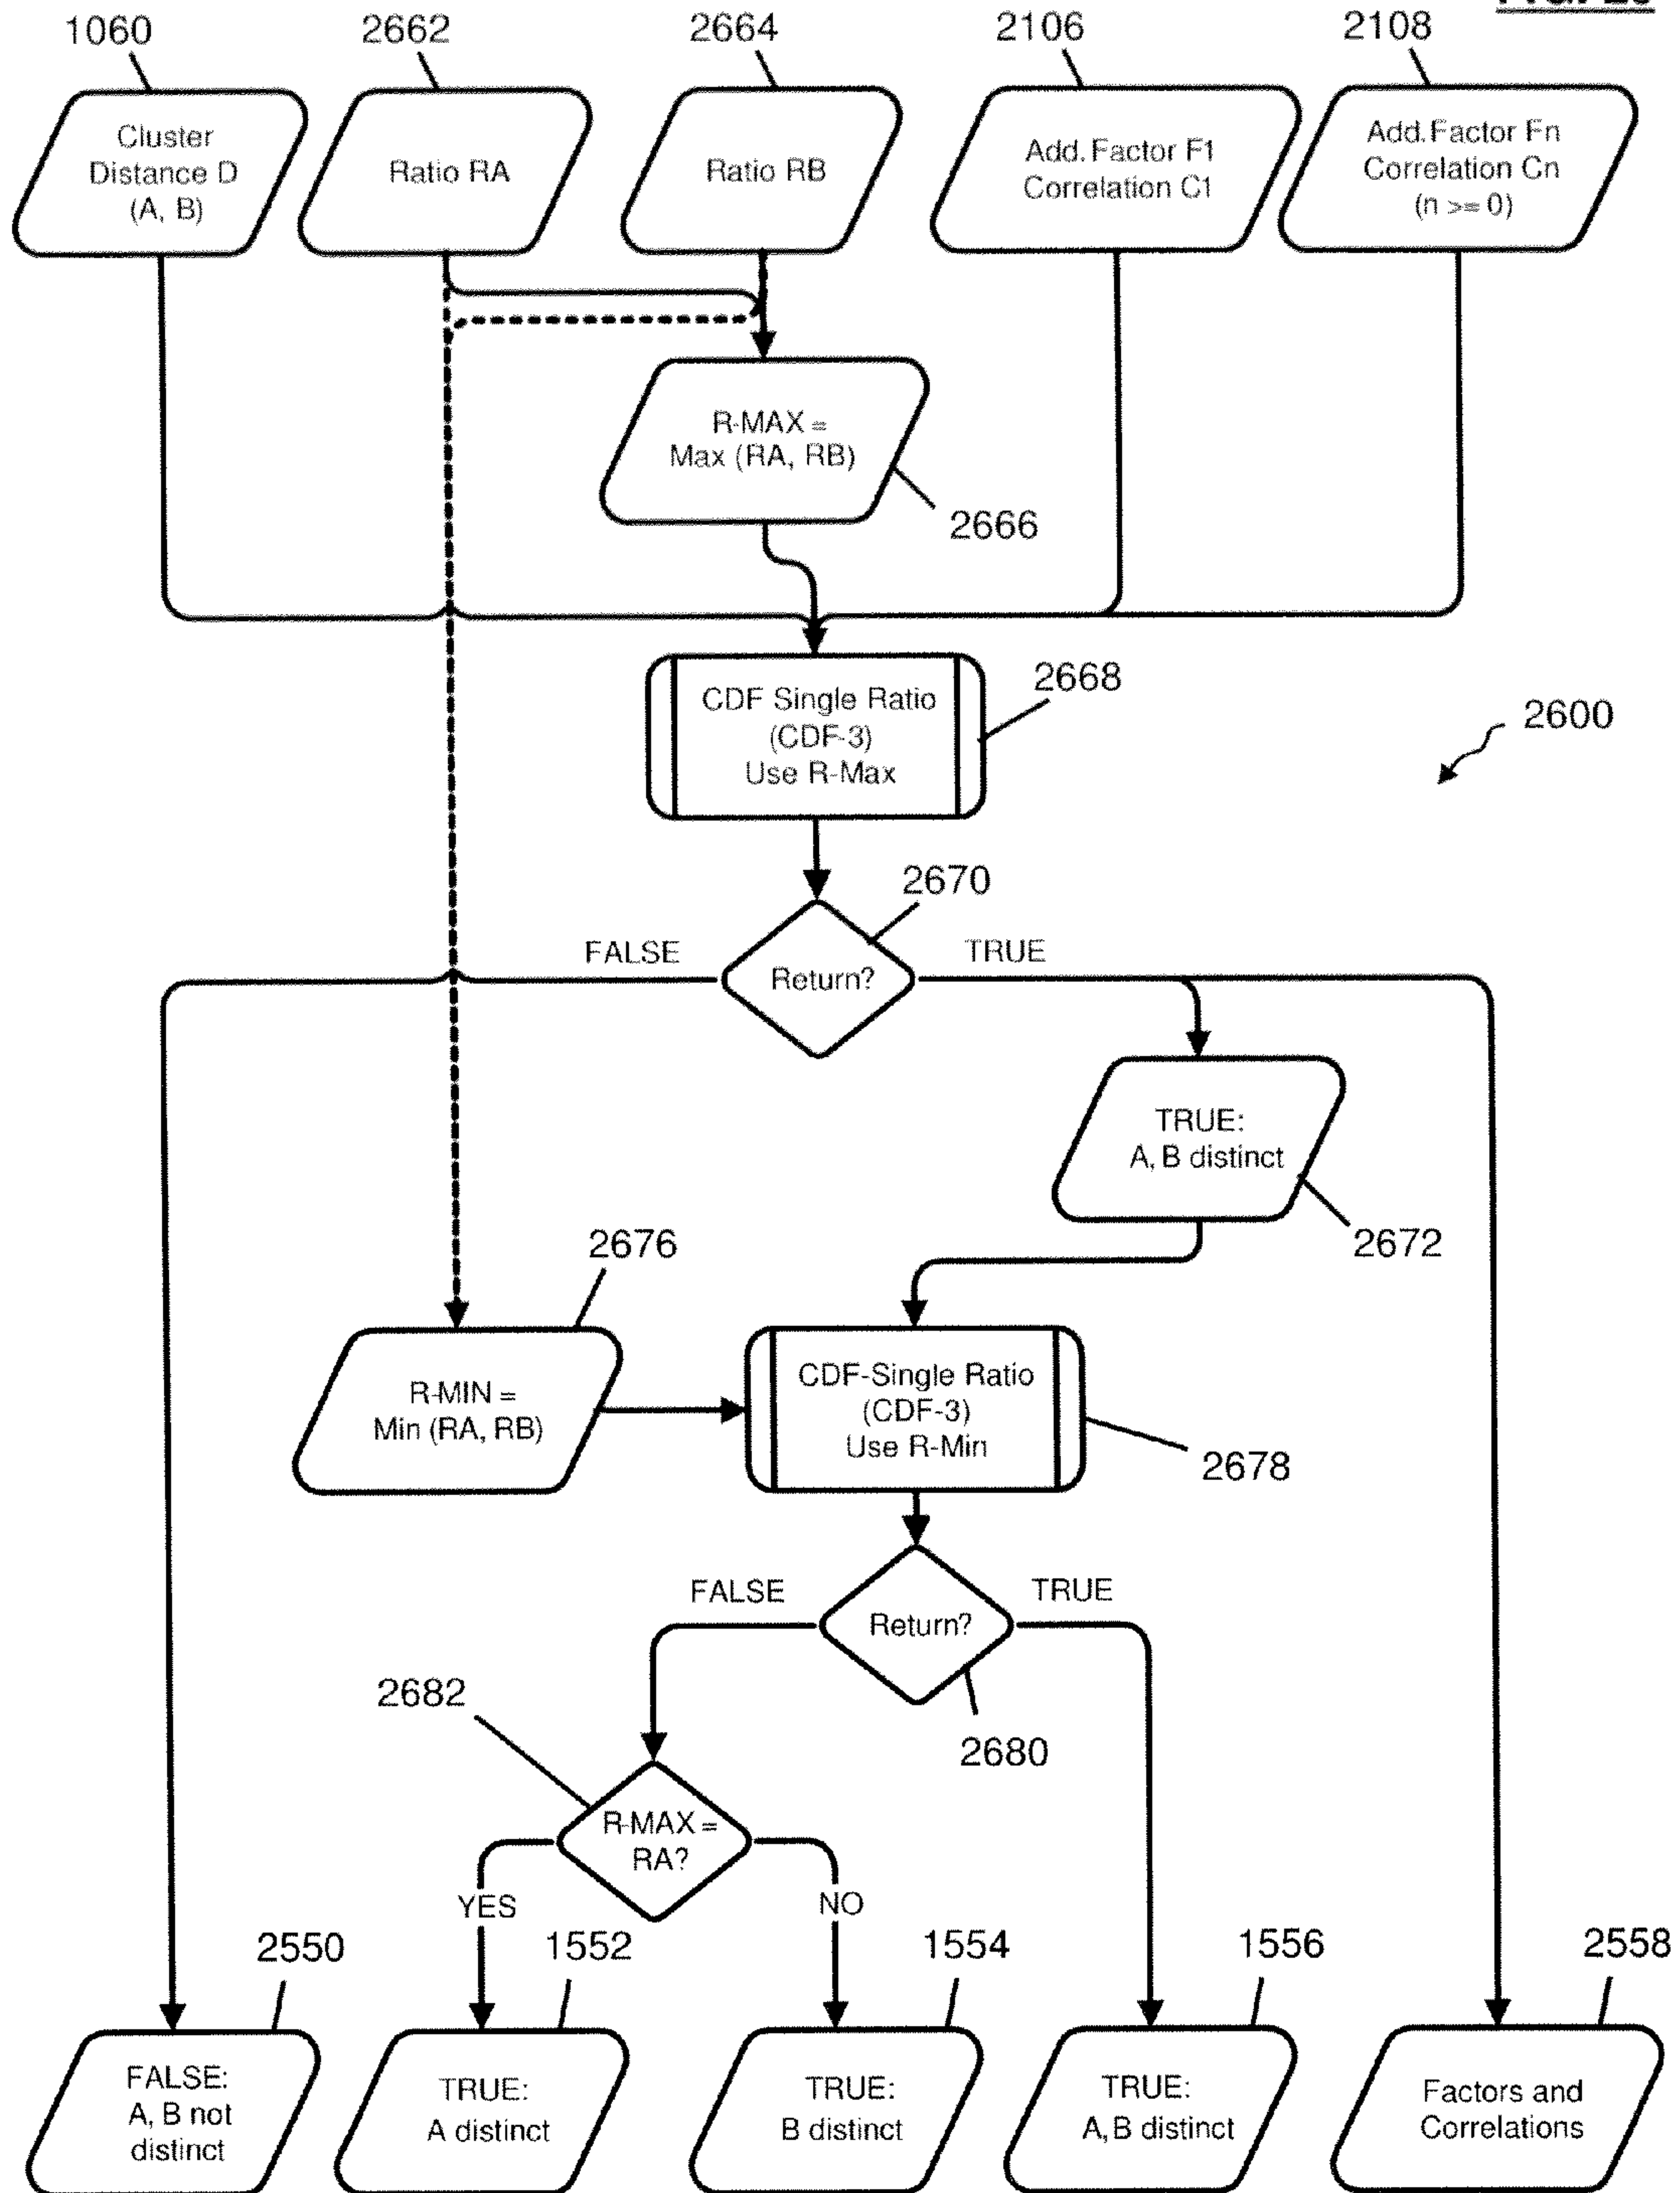 1060
2662
2664
2106
2108
Cluster
Distance D
(A, B)
Ratio RA
Ratio RB
Add. Factor F1
Correlation C1
Add. Factor Fn
Correlation Cn
(n >= 0)
R-MAX =
Max (RA, RB)
2666
CDF Single Ratio
(CDF-3)
Use R-Max
2668
2600
2670
FALSE
Return?
TRUE
TRUE:
A, B distinct
2672
2676
R-MIN =
Min (RA, RB)
CDF-Single Ratio
(CDF-3)
Use R-Min
2678
FALSE
Return?
TRUE
2680
2682
R-MAX =
RA?
YES
NO
2550
1552
1554
1556
2558
FALSE:
A, B not
distinct
TRUE:
A distinct
TRUE:
B distinct
TRUE:
A, B distinct
Factors and
Correlations